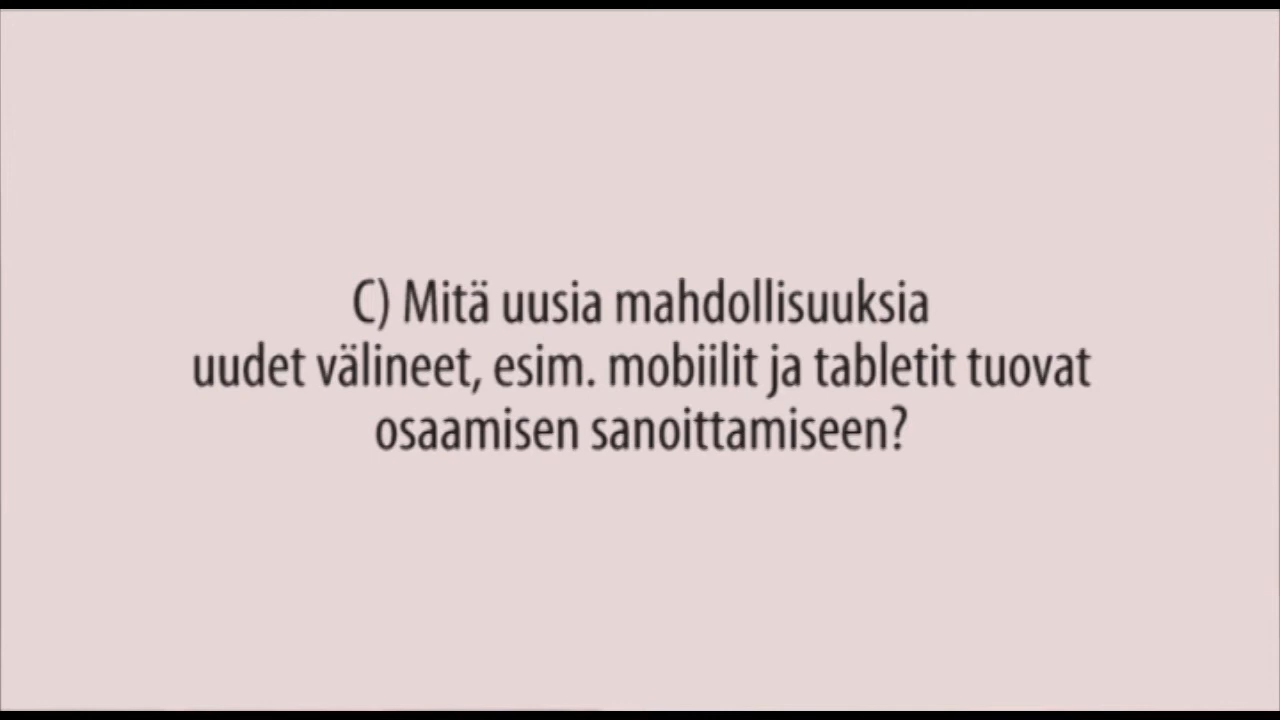 C) Mitä uusia mahdollisuuksia
uudet välineet, esim. mobiilit ja tabletit tuovat
osaamisen sanoittamiseen?